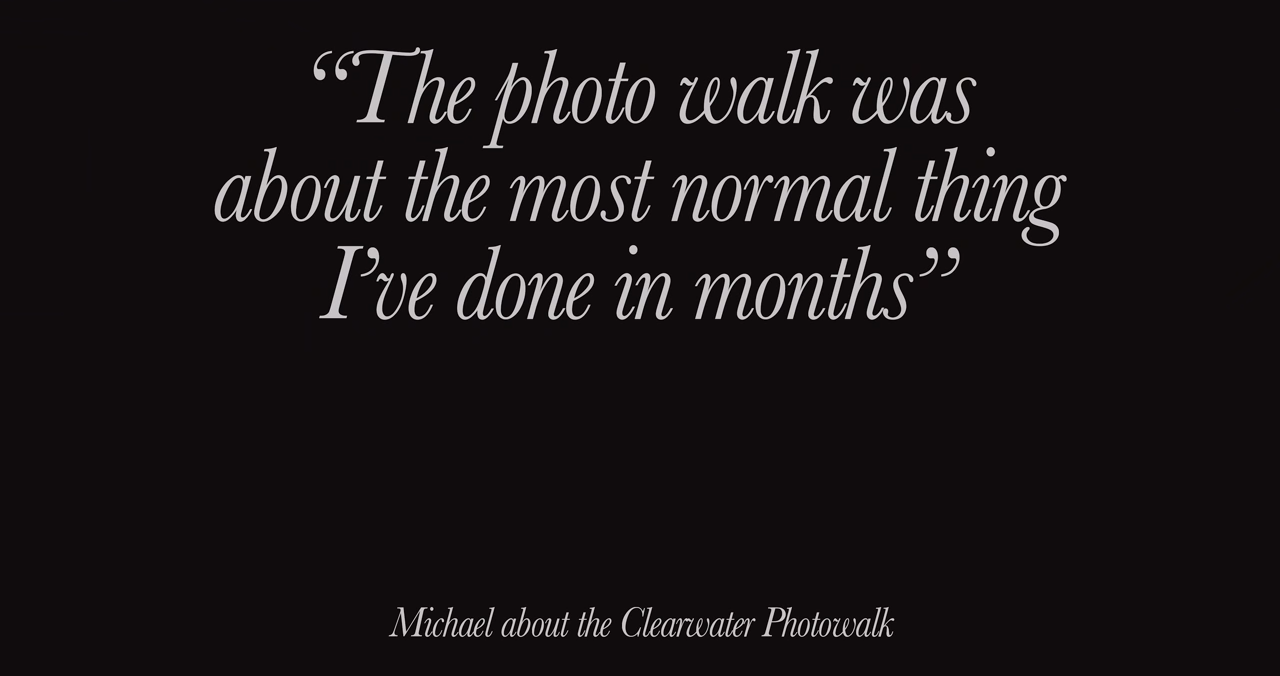 “The photo walk was
about the most normal thing
I’ve done in months”
Michael about the Clearwater Photowalk